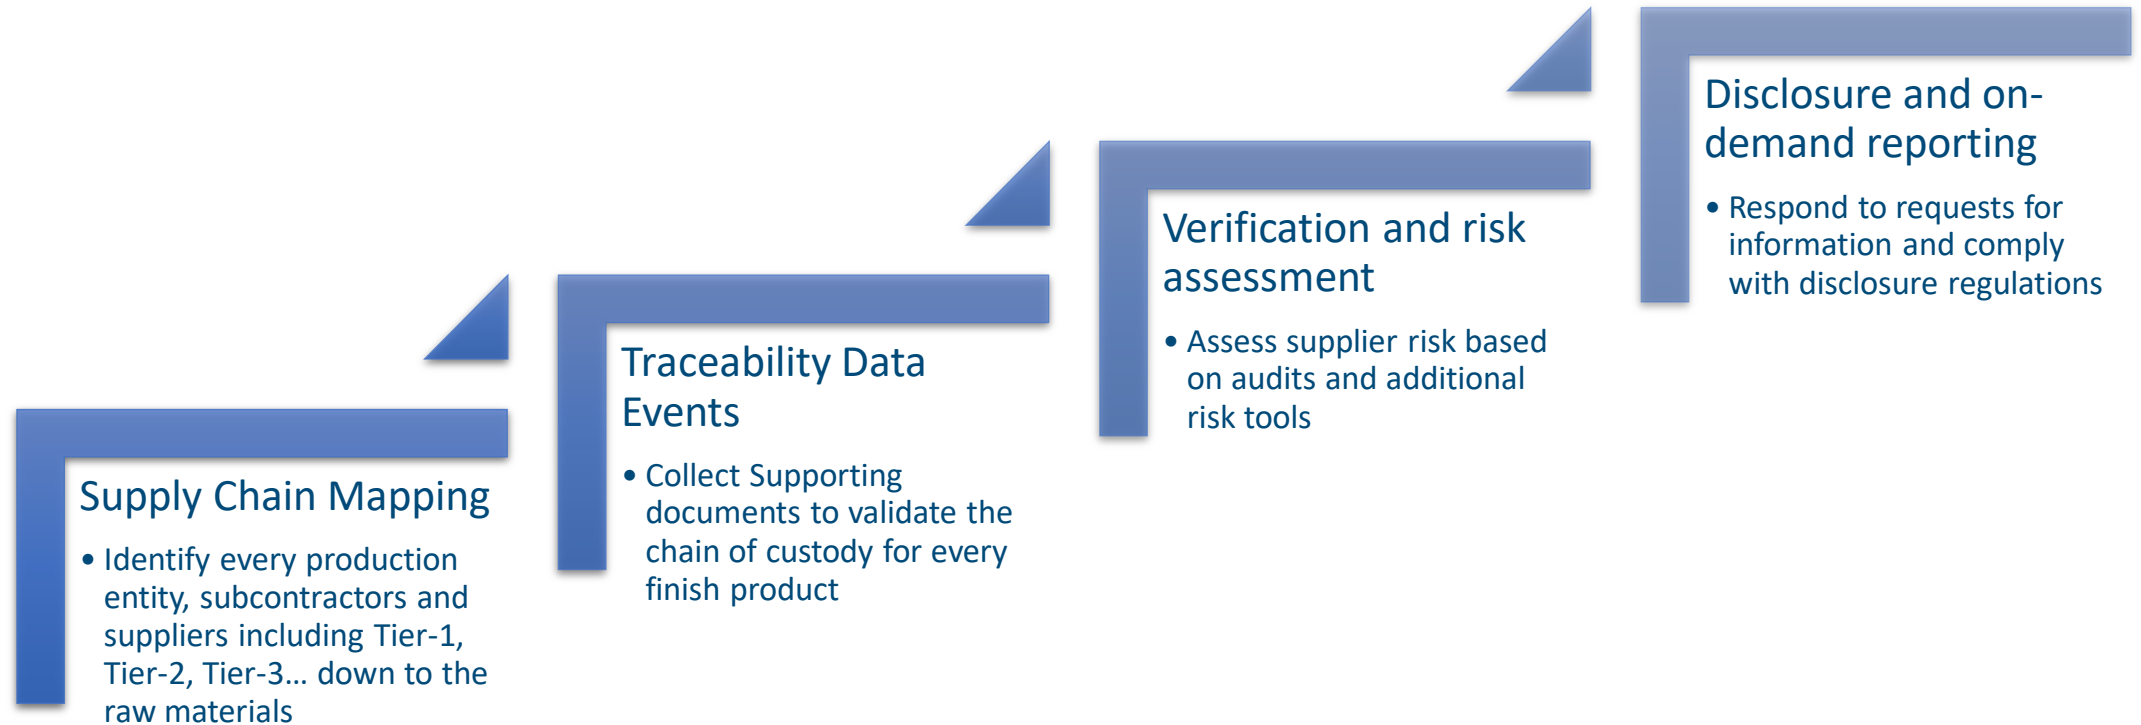 Supply Chain Mapping
• Identify every production
entity, subcontractors and
suppliers including Tier-1,
Tier-2, Tier-3... down to the
raw materials
Traceability Data
Events
• Collect Supporting
documents to validate the
chain of custody for every
finish product
Verification and risk
assessment
• Assess supplier risk based
on audits and additional
risk tools
Disclosure and on-
demand reporting
• Respond to requests for
information and comply
with disclosure regulations